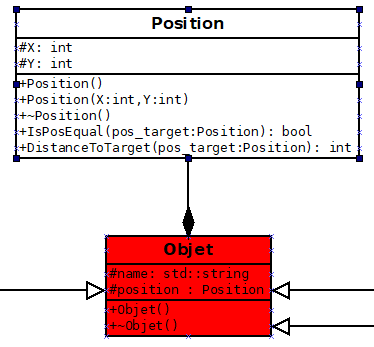 Position
#X: int
#Y: int
+Position()
+Position(X:int,Y:int)
+~Position()
+IsPosEqual(pos_target:Position): bool
+DistanceToTarget(pos_target:Position): int
Objet
#name: std::string
#position : Position
+Objet()
+~Objet()